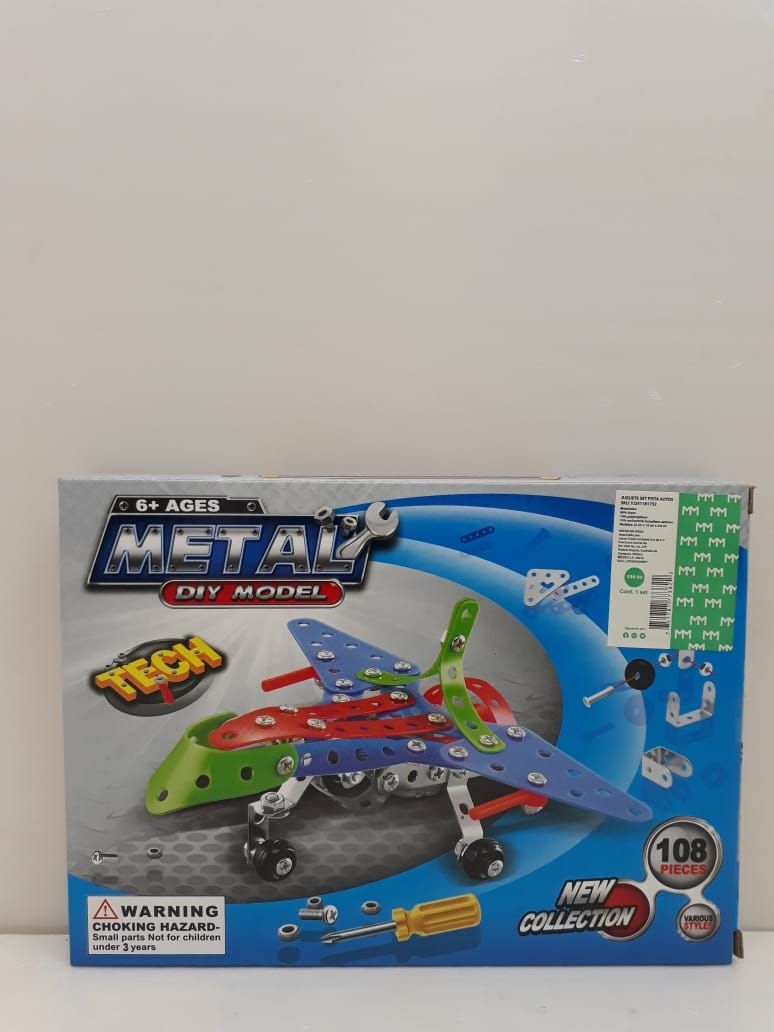 6+ AGES
METAL
DIY MODEL
TECH
JUGUETE SET PISTA AUTOS
Cont. 1 set
MM
108
PIECES
NEW
COLLECTION
VARIOUS
STYLES
WARNING
CHOKING HAZARD-
Small parts Not for children
under 3 years